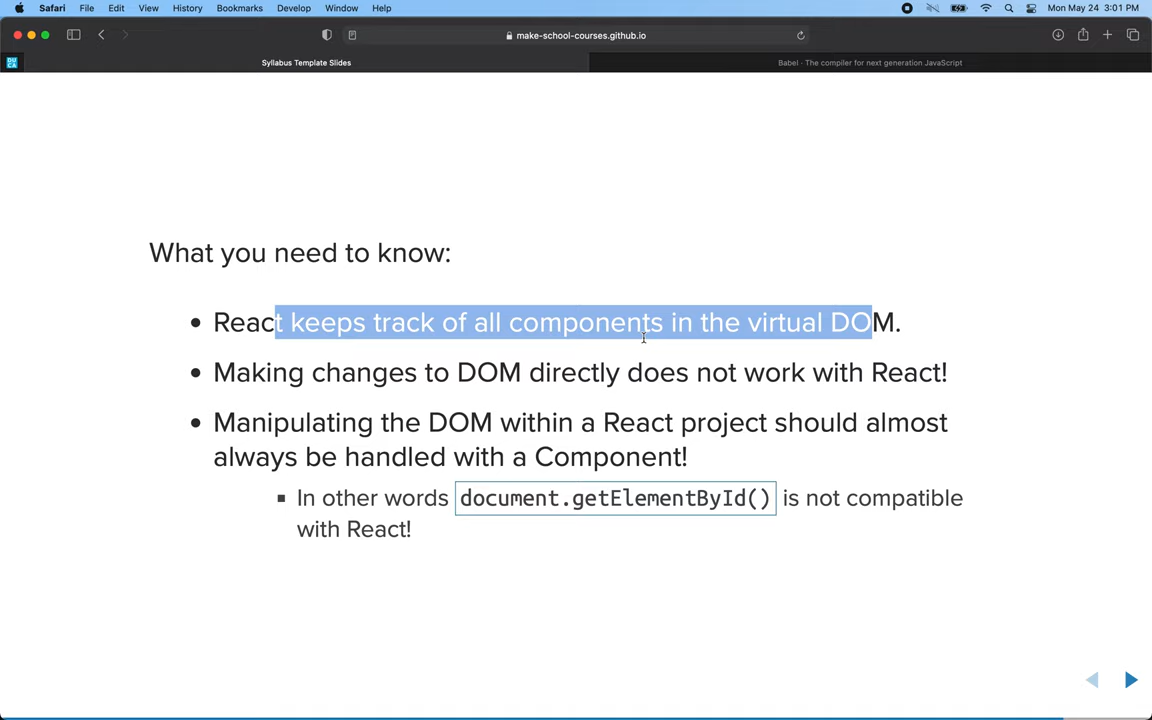 Safari File Edit View History Bookmarks Develop Window Help Mon May 24 3:01 PM
make-school-courses.github.io
DU
CA
Syllabus Template Slides
Babel · The compiler for next generation JavaScript
What you need to know:
• React keeps track of all components in the virtual DOM.
• Making changes to DOM directly does not work with React!
• Manipulating the DOM within a React project should almost
always be handled with a Component!
▪ In other words document.getElementById() is not compatible
with React!